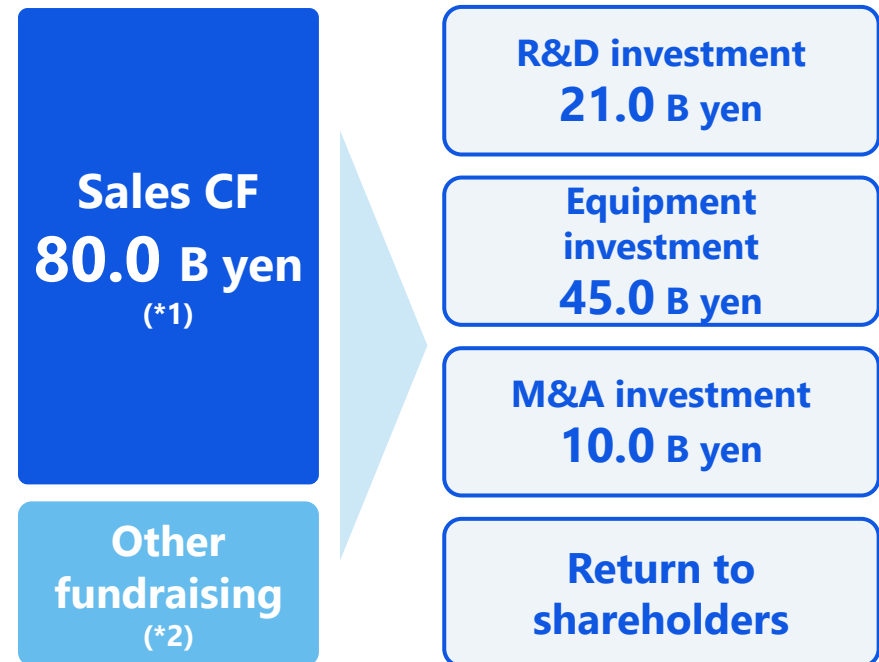 Sales CF
80.0 B yen
(*1)
Other
fundraising
(*2)
R&D investment
21.0 B yen
Equipment
investment
45.0 B yen
M&A investment
10.0 B yen
Return to
shareholders